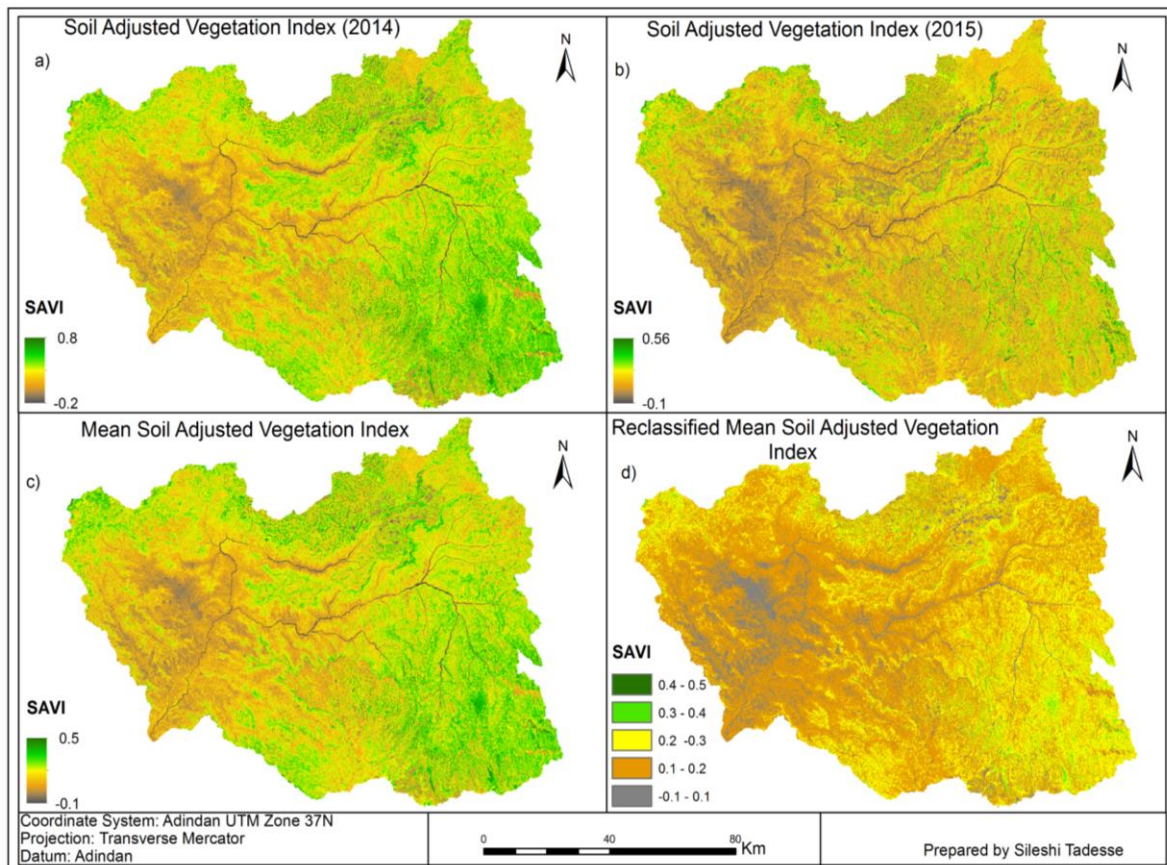 Soil Adjusted Vegetation Index (2014)
a)
N
SAVI
0.8
-0.2
Soil Adjusted Vegetation Index (2015)
b)
N
SAVI
0.56
-0.1
Mean Soil Adjusted Vegetation Index
c)
N
SAVI
0.5
-0.1
Reclassified Mean Soil Adjusted Vegetation
Index
d)
N
SAVI
0.4 - 0.5
0.3 - 0.4
0.2 -0.3
0.1 - 0.2
-0.1 - 0.1
Coordinate System: Adindan UTM Zone 37N
Projection: Transverse Mercator
Datum: Adindan
0 40 80
Km
Prepared by Sileshi Tadesse